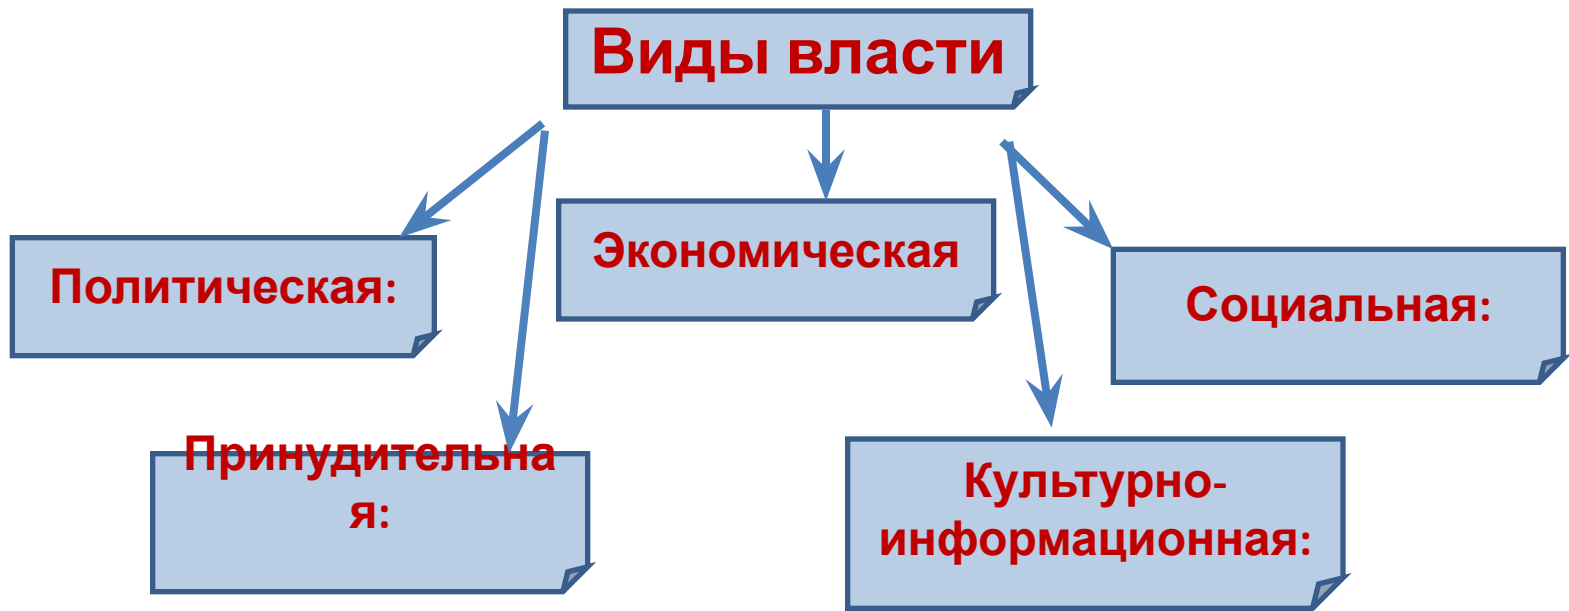 Виды власти
Экономическая
Политическая:
Социальная:
Принудительна
я:
Культурно-
информационная: